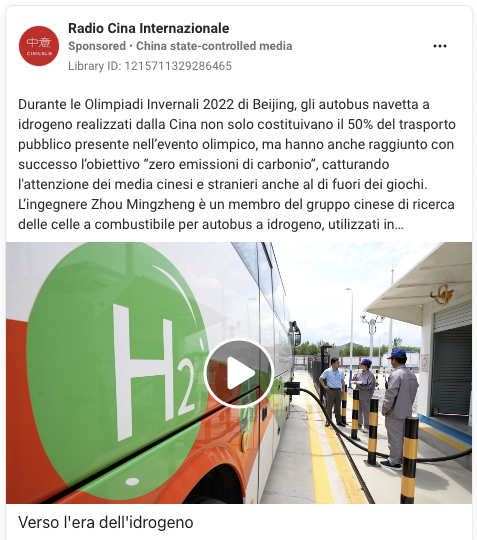 中意
CINITALIA
Radio Cina Internazionale
Sponsored • China state-controlled media
Library ID: 1215711329286465
Durante le Olimpiadi Invernali 2022 di Beijing, gli autobus navetta a
idrogeno realizzati dalla Cina non solo costituivano il 50% del trasporto
pubblico presente nell’evento olimpico, ma hanno anche raggiunto con
successo l’obiettivo “zero emissioni di carbonio”, catturando
l'attenzione dei media cinesi e stranieri anche al di fuori dei giochi.
L’ingegnere Zhou Mingzheng è un membro del gruppo cinese di ricerca
delle celle a combustibile per autobus a idrogeno, utilizzati in…
H2
Verso l'era dell'idrogeno